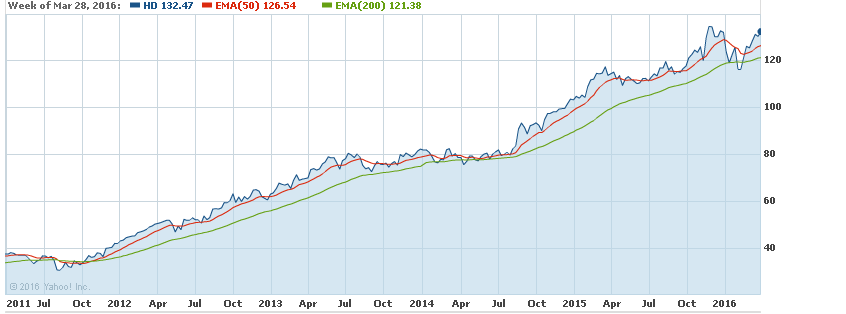 Week of Mar 28, 2016: HD 132.47 EMA(50) 126.54 EMA(200) 121.38
120
100
80
60
40
© 2016 Yahoo! Inc.
2011 Jul Oct 2012 Apr Jul Oct 2013 Apr Jul Oct 2014 Apr Jul Oct 2015 Apr Jul Oct 2016